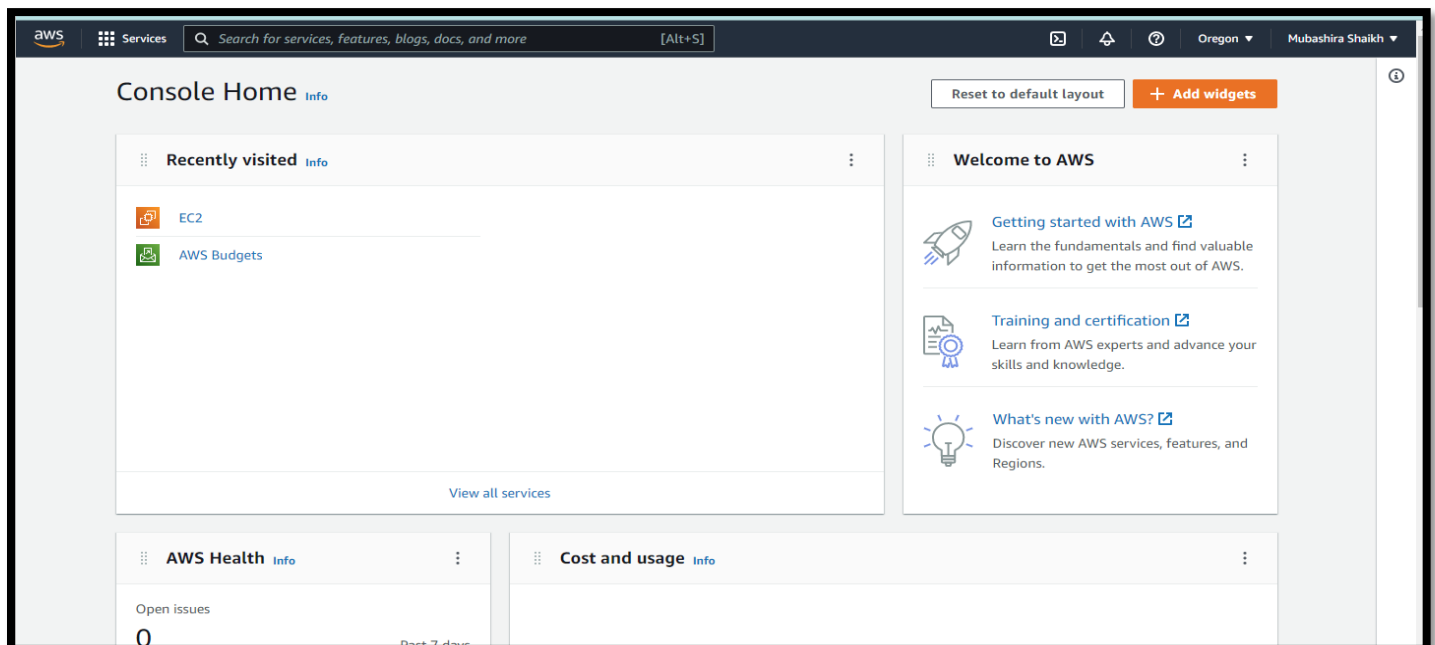 aws
Services
Search for services, features, blogs, docs, and more [Alt+S]
Oregon ▼
Mubashira Shaikh ▼
Console Home Info
Reset to default layout
+ Add widgets
Recently visited Info
EC2
AWS Budgets
View all services
Welcome to AWS
Getting started with AWS
Learn the fundamentals and find valuable
information to get the most out of AWS.
Training and certification
Learn from AWS experts and advance your
skills and knowledge.
What's new with AWS?
Discover new AWS services, features, and
Regions.
AWS Health Info
Open issues
0
Past 7 days
Cost and usage Info